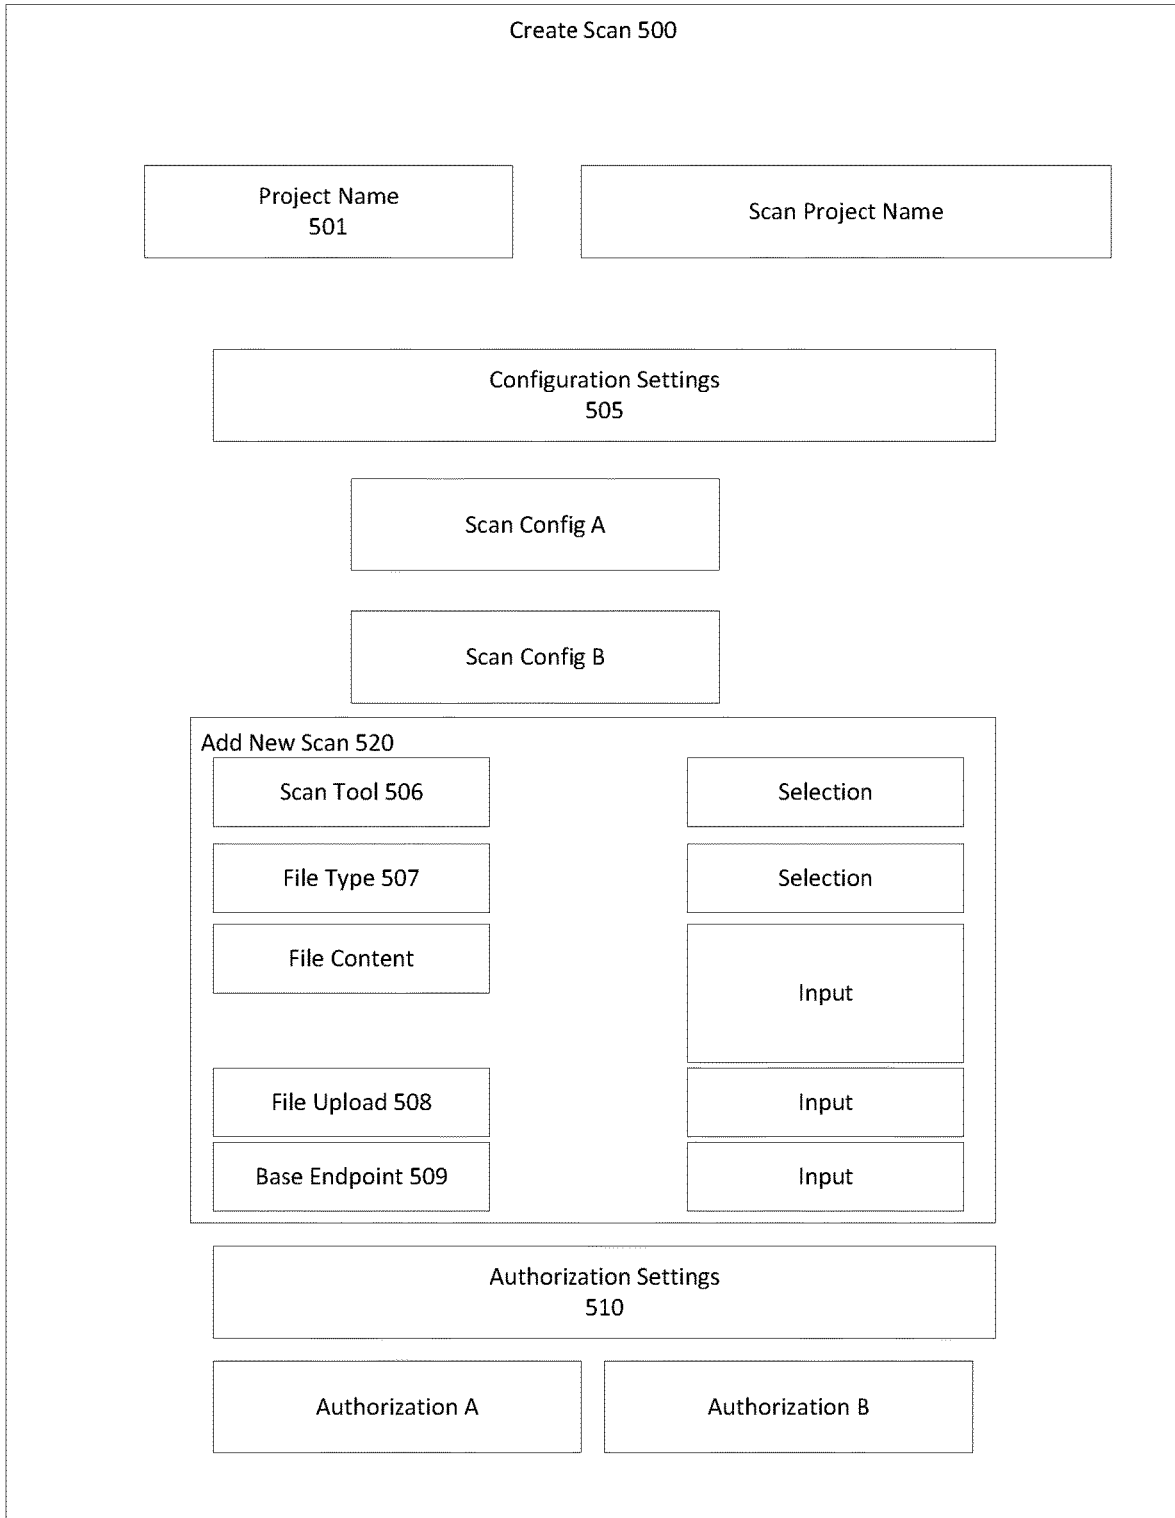 Create Scan 500
Project Name
501
Scan Project Name
Configuration Settings
505
Scan Config A
Scan Config B
Add New Scan 520
Scan Tool 506
Selection
File Type 507
Selection
File Content
Input
File Upload 508
Input
Base Endpoint 509
Input
Authorization Settings
510
Authorization A
Authorization B